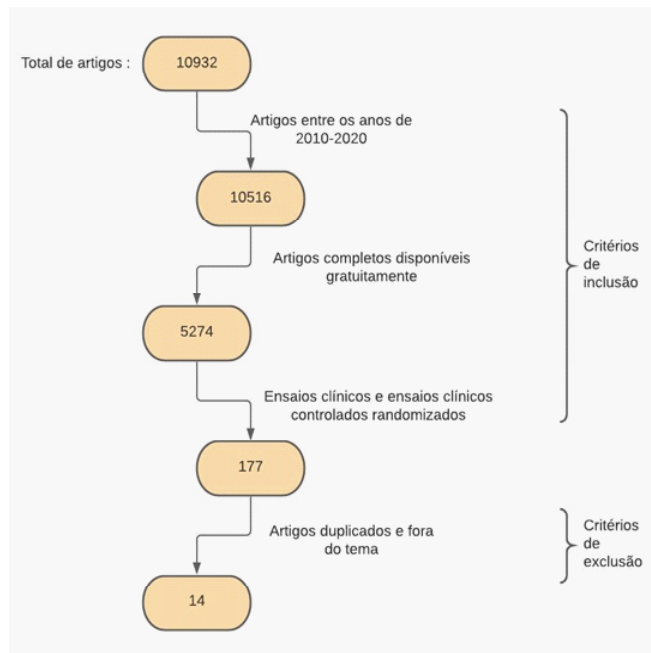 Total de artigos :
10932
Artigos entre os anos de
2010-2020
10516
Artigos completos disponíveis
gratuitamente
5274
Ensaios clínicos e ensaios clínicos
controlados randomizados
177
Critérios
de
inclusão
Artigos duplicados e fora
do tema
14
Critérios
de
exclusão